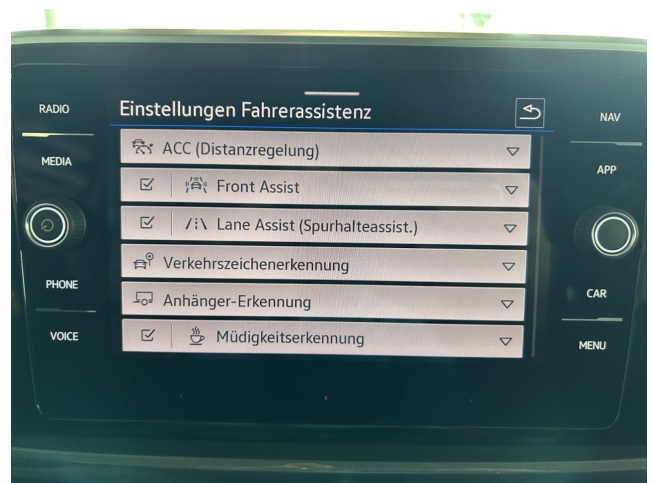 RADIO
MEDIA
PHONE
VOICE
Einstellungen Fahrerassistenz
ACC (Distanzregelung)
Front Assist
Lane Assist (Spurhalteassist.)
Verkehrszeichenerkennung
Anhänger-Erkennung
Müdigkeitserkennung
NAV
APP
CAR
MENU